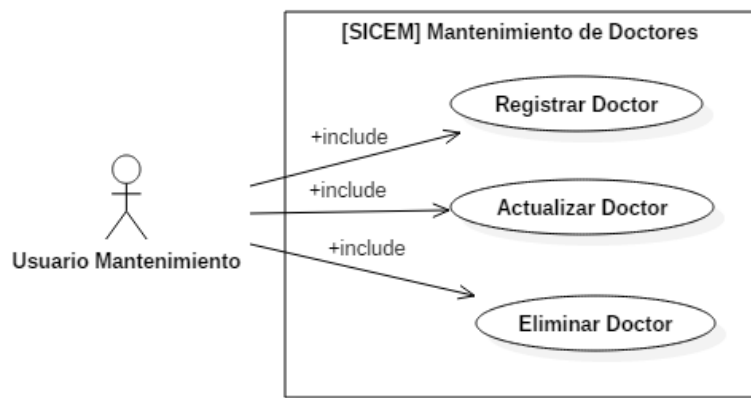 [SICEM] Mantenimiento de Doctores
Registrar Doctor
+include
+include
Actualizar Doctor
+include
Usuario Mantenimiento
Eliminar Doctor